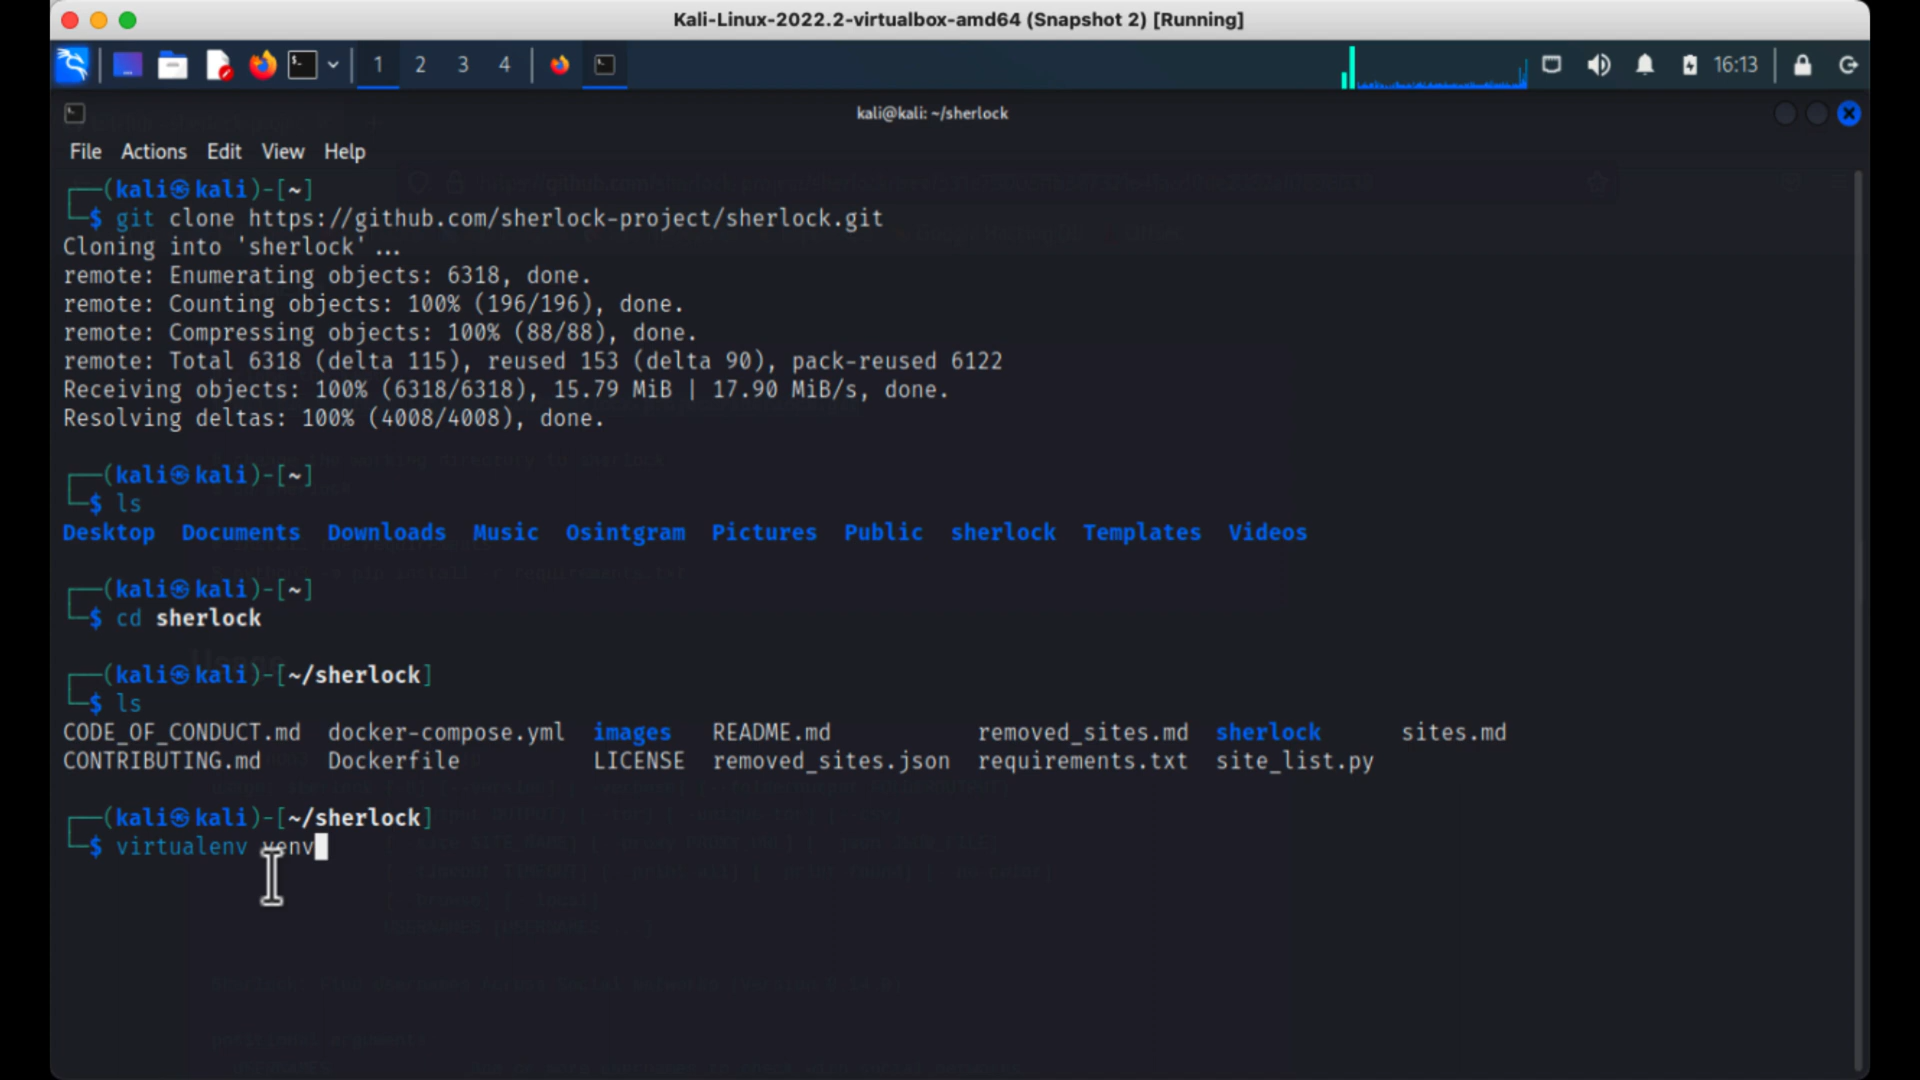 Kali-Linux-2022.2-virtualbox-amd64 (Snapshot 2) [Running]
1 2 3 4 16:13
kali@kali: ~/sherlock
File Actions Edit View Help
┌──(kali㉿kali)-[~]
└─$ git clone https://github.com/sherlock-project/sherlock.git
Cloning into 'sherlock' ...
remote: Enumerating objects: 6318, done.
remote: Counting objects: 100% (196/196), done.
remote: Compressing objects: 100% (88/88), done.
remote: Total 6318 (delta 115), reused 153 (delta 90), pack-reused 6122
Receiving objects: 100% (6318/6318), 15.79 MiB | 17.90 MiB/s, done.
Resolving deltas: 100% (4008/4008), done.
┌──(kali㉿kali)-[~]
└─$ ls
Desktop Documents Downloads Music Osintgram Pictures Public sherlock Templates Videos
┌──(kali㉿kali)-[~]
└─$ cd sherlock
┌──(kali㉿kali)-[~/sherlock]
└─$ ls
CODE_OF_CONDUCT.md docker-compose.yml images README.md removed_sites.md sherlock sites.md
CONTRIBUTING.md Dockerfile LICENSE removed_sites.json requirements.txt site_list.py
┌──(kali㉿kali)-[~/sherlock]
└─$ virtualenv venv